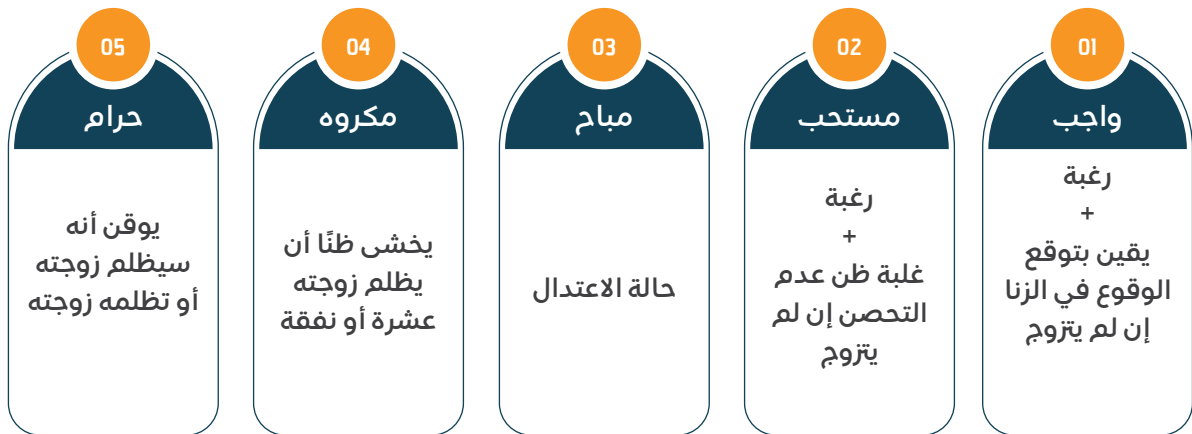 01
واجب
رغبة
+
يقين بتوقع
الوقوع في الزنا
إن لم يتزوج
02
مستحب
رغبة
+
غلبة ظن عدم
التحصن إن لم
يتزوج
03
مباح
حالة الاعتدال
04
مكروه
يخشى ظنًا أن
يظلم زوجته
عشرة أو نفقة
05
حرام
يوقن أنه
سيظلم زوجته
أو تظلمه زوجته